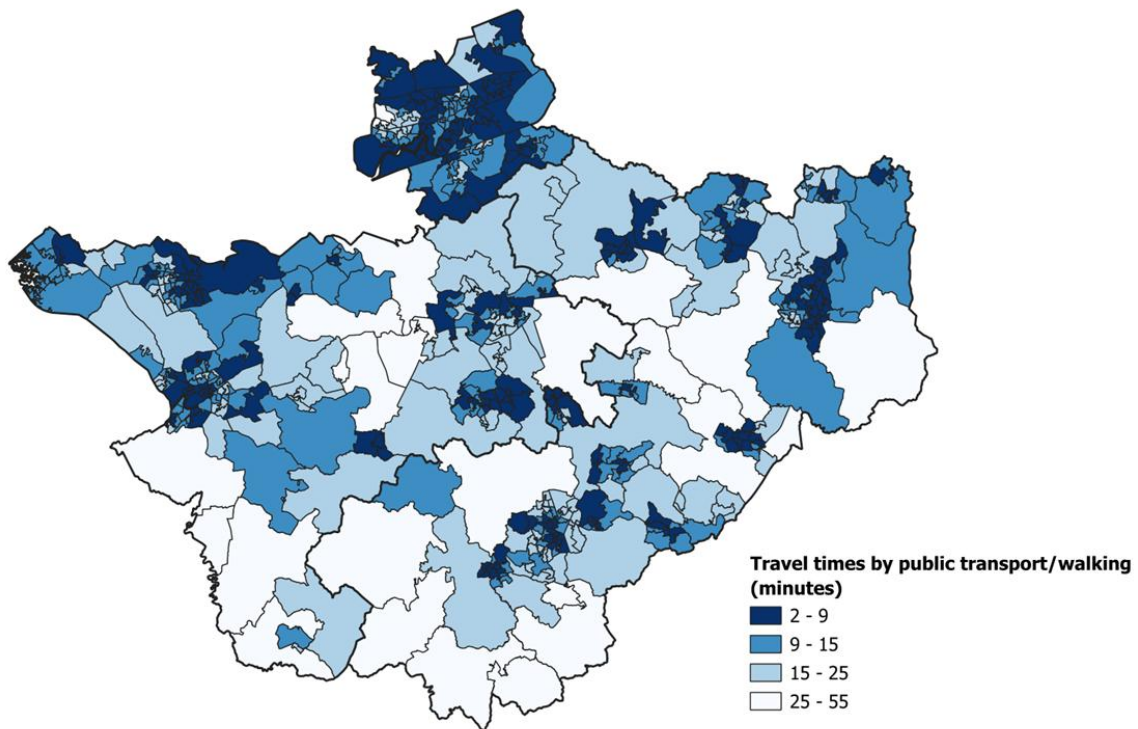 Travel times by public transport/walking
(minutes)
2 - 9
9 - 15
15 - 25
25 - 55